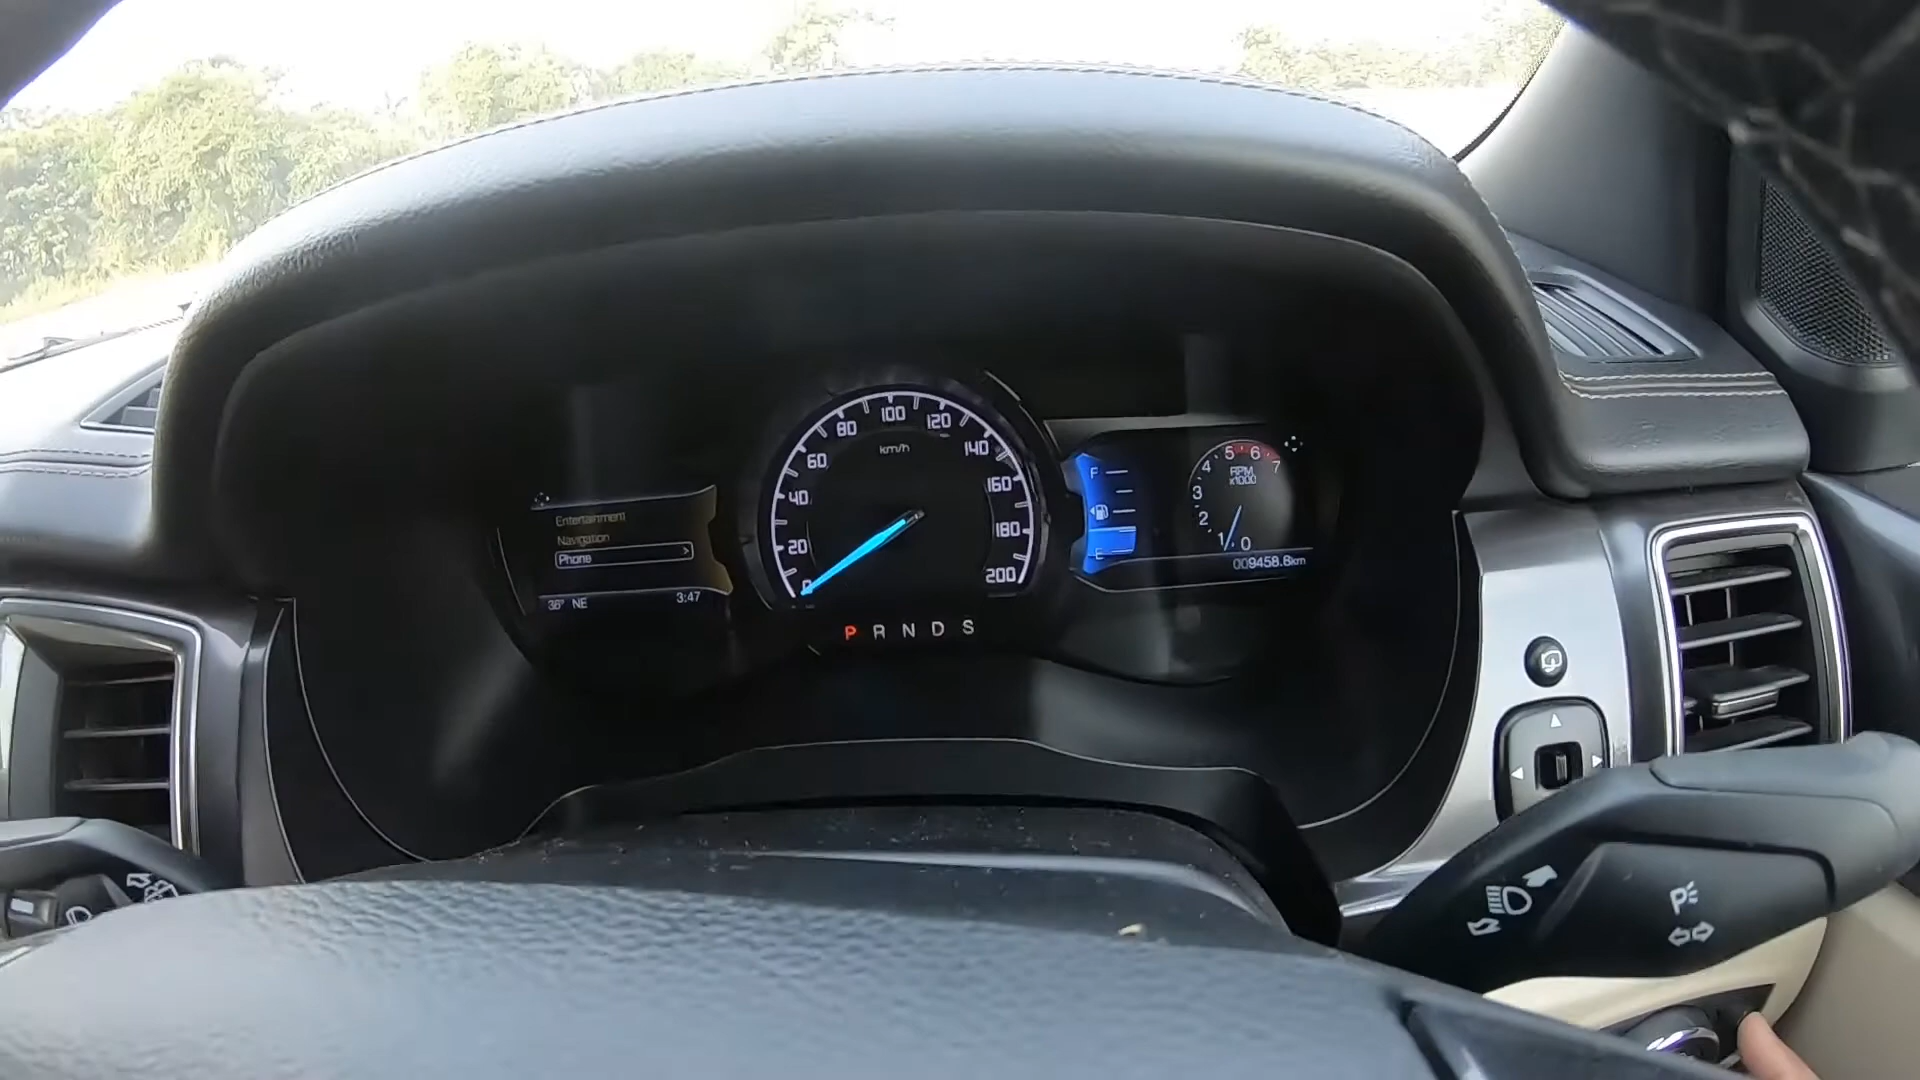 Entertainment
Navigation
Phone >
36° NE 3:47
0
20
40
60
80
100
120
140
160
180
200
km/h
P R N D S
F
E
0
1
2
3
4
5
6
7
RPM
x1000
009458.8km
P